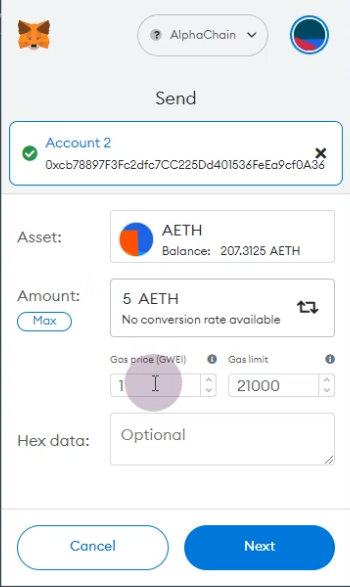 AlphaChain
Send
Account 2
0xcb78897F3Fc2dfc7CC225Dd401536FeEa9cf0A36
Asset:
AETH
Balance: 207.3125 AETH
Amount:
Max
5 AETH
No conversion rate available
Gas price (GWEI)
Gas limit
1
21000
Hex data:
Optional
Cancel
Next